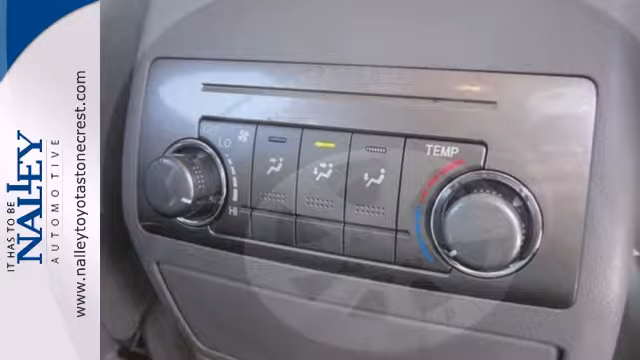 IT HAS TO BE
NALLEY
AUTOMOTIVE
www.nalleytoyotastonecrest.com
OFF
LO
HI
TEMP